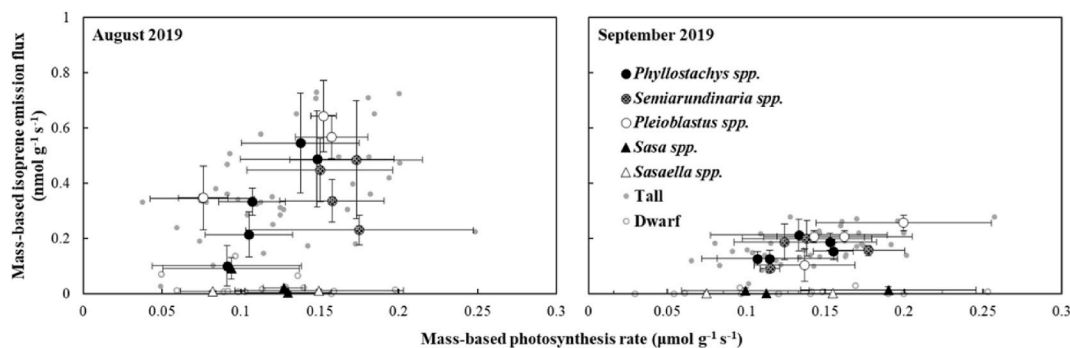 Mass-based isoprene emission flux
(nmol g⁻¹ s⁻¹)
1
0.8
0.6
0.4
0.2
0
August 2019
0
0.05
0.1
0.15
0.2
0.25
0.3
September 2019
Phyllostachys spp.
Semiarundinaria spp.
Pleioblastus spp.
Sasa spp.
Sasaella spp.
Tall
Dwarf
0.05
0.1
0.15
0.2
0.25
0.3
Mass-based photosynthesis rate (μmol g⁻¹ s⁻¹)